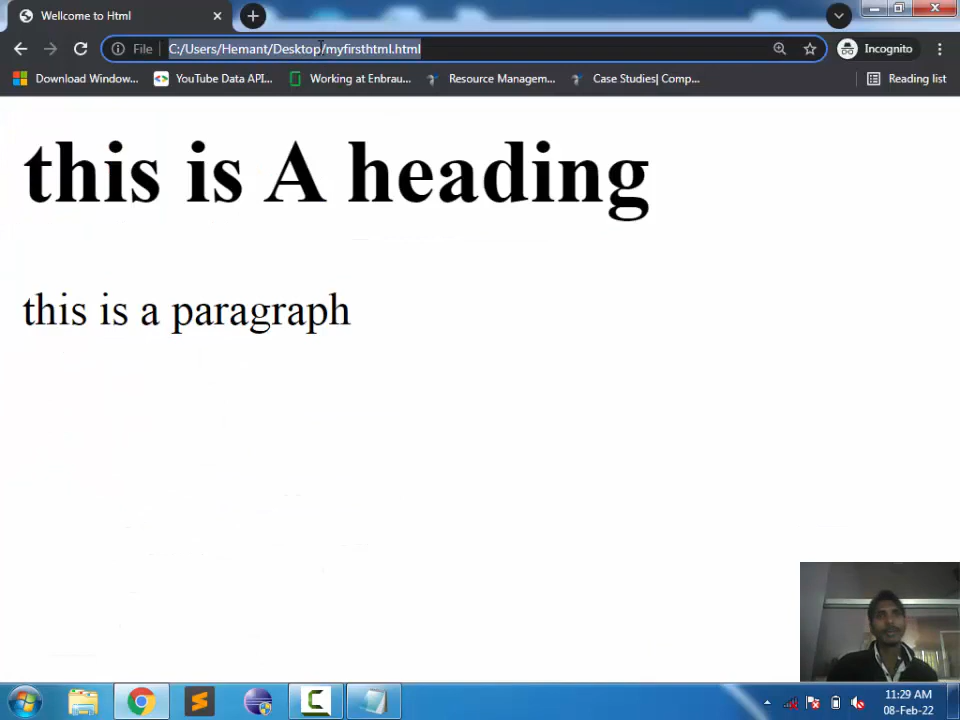 Wellcome to Html
File C:/Users/Hemant/Desktop/myfirsthtml.html Incognito
Download Window... YouTube Data API... Working at Enbrau... Resource Managem... Case Studies| Comp... Reading list
this is A heading
this is a paragraph
11:29 AM
08-Feb-22